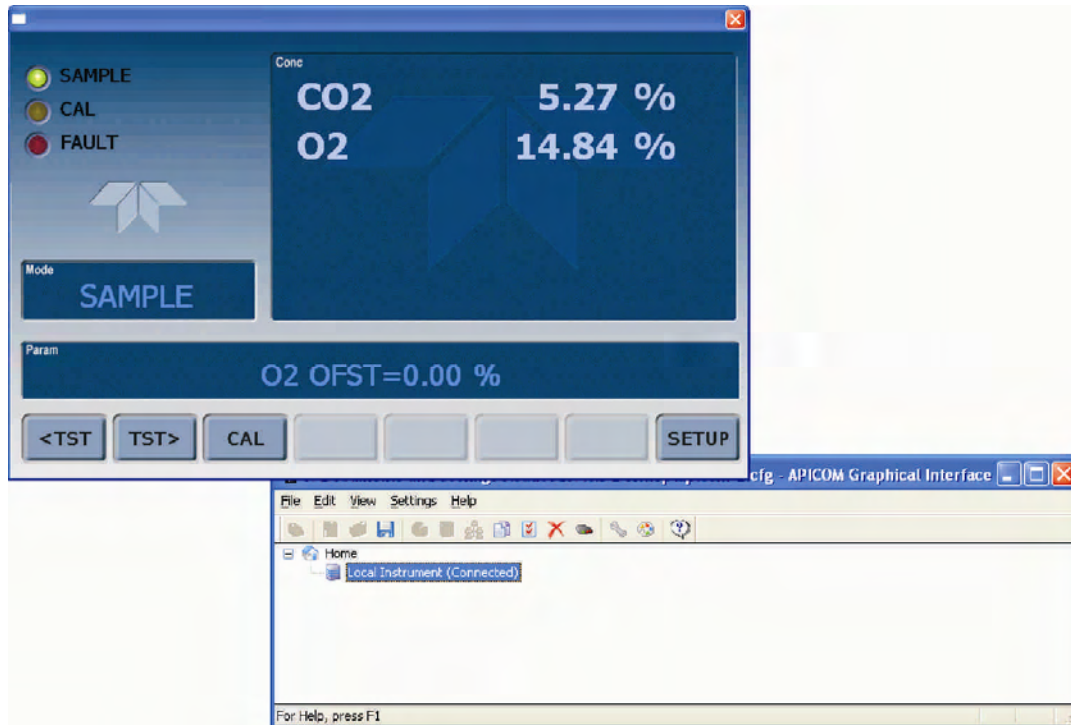 SAMPLE
CAL
FAULT
Conc
CO2 5.27 %
O2 14.84 %
Mode
SAMPLE
Param
O2 OFST=0.00 %
<TST TST> CAL SETUP
cfg - APICOM Graphical Interface
File Edit View Settings Help
Home
Local Instrument (Connected)
For Help, press F1